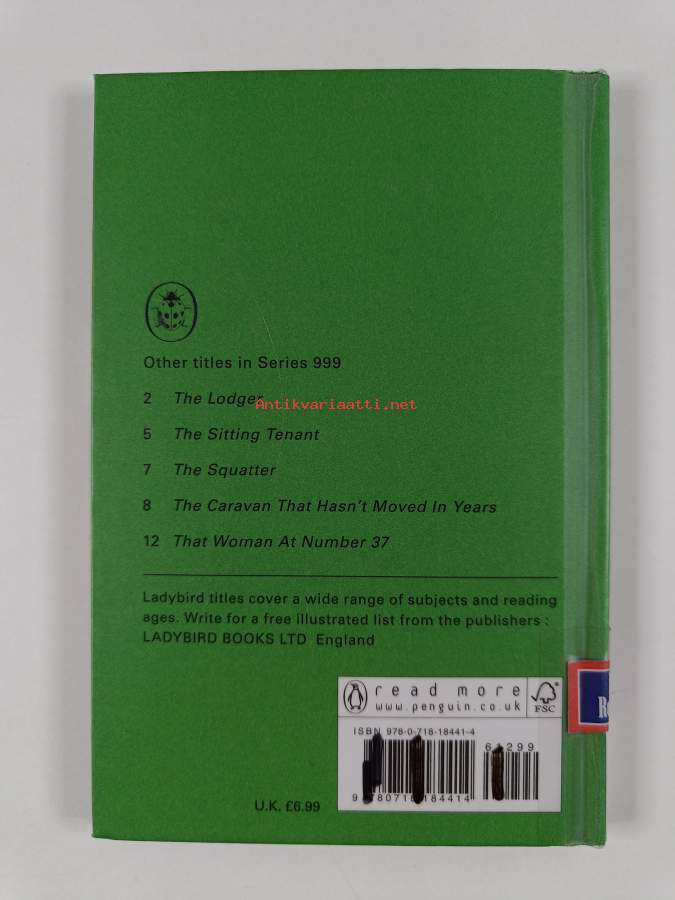 Other titles in Series 999
2 The Lodger
Antikvariaatti.net
5 The Sitting Tenant
7 The Squatter
8 The Caravan That Hasn't Moved In Years
12 That Woman At Number 37
Ladybird titles cover a wide range of subjects and reading
ages. Write for a free illustrated list from the publishers :
LADYBIRD BOOKS LTD England
read more
www.penguin.co.uk
FSC
ISBN 978-0-718-18441-4
U.K. £6.99